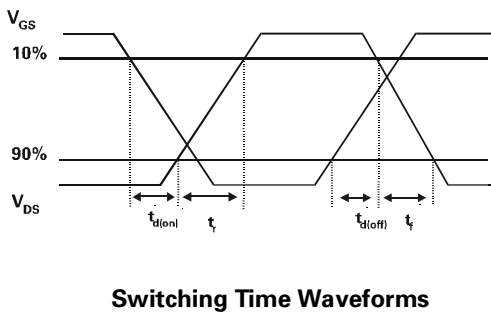 VGS
10%
90%
VDS
td(on)
tr
td(off)
tf
Switching Time Waveforms